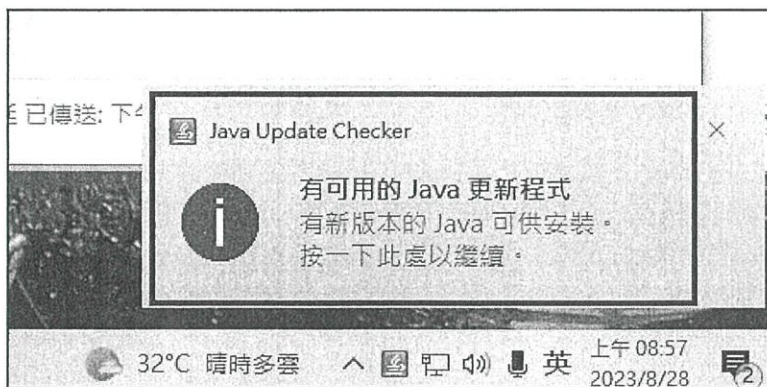 已傳送: 下午
Java Update Checker
有可用的 Java 更新程式
有新版本的 Java 可供安裝。
按一下此處以繼續。
32°C 晴時多雲
英
上午 08:57
2023/8/28
2